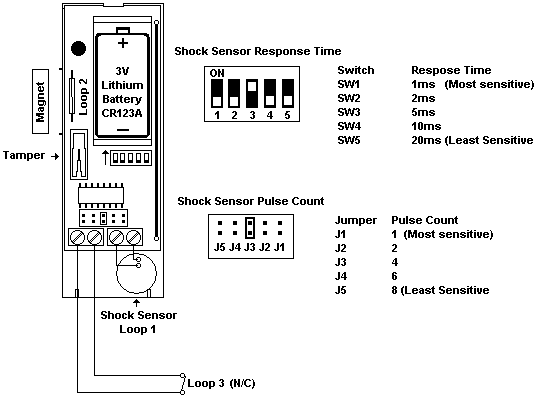 Shock Sensor Response Time
ON
1 2 3 4 5
Switch Respose Time
SW1 1ms (Most sensitive)
SW2 2ms
SW3 5ms
SW4 10ms
SW5 20ms (Least Sensitive
+
3V
Lithium
Battery
CR123A
-
Loop 2
Magnet
Tamper
Shock Sensor Pulse Count
J5 J4 J3 J2 J1
Jumper Pulse Count
J1 1 (Most sensitive)
J2 2
J3 4
J4 6
J5 8 (Least Sensitive
Shock Sensor
Loop 1
Loop 3 (N/C)